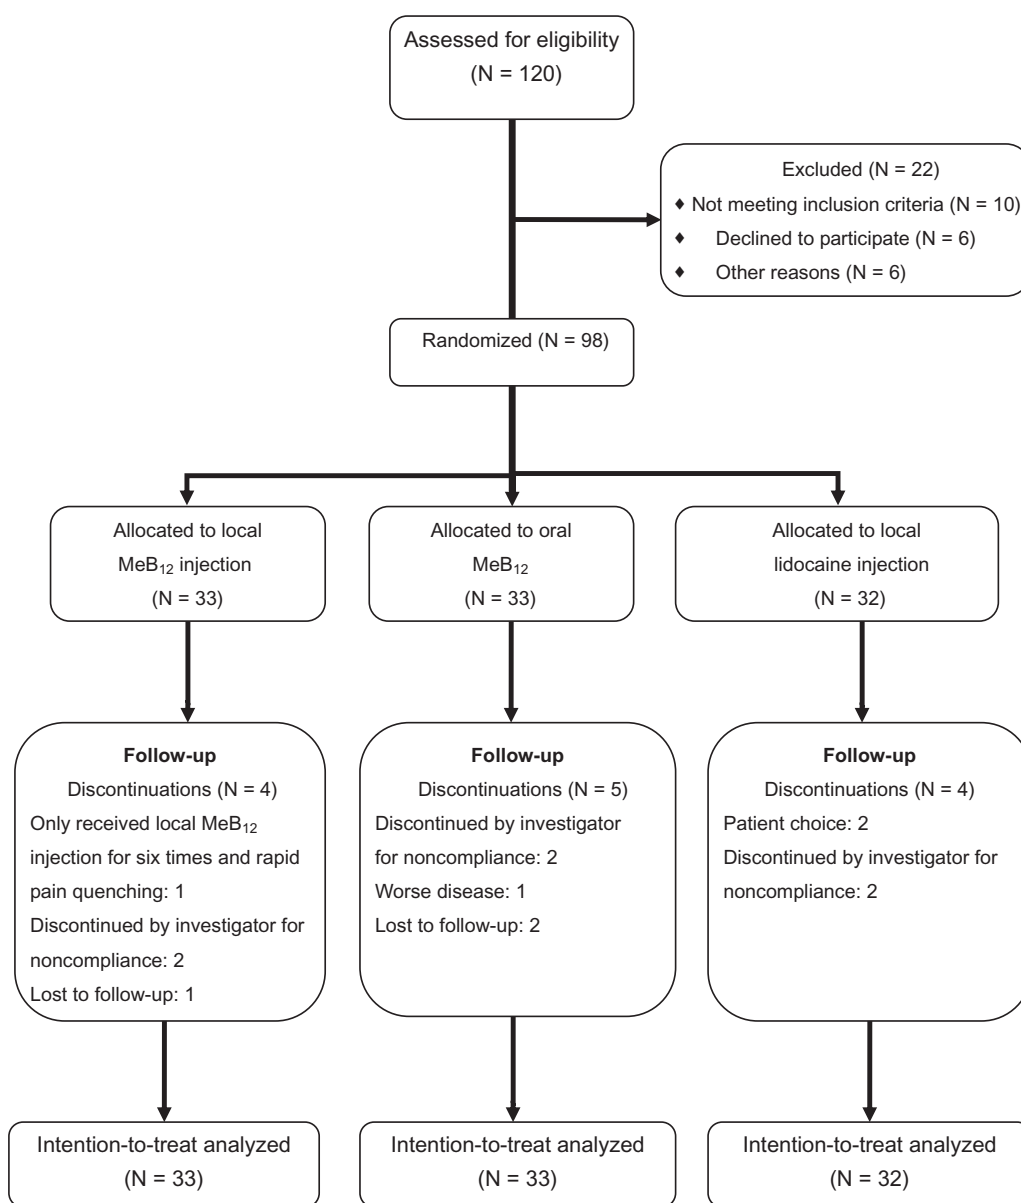 Assessed for eligibility
(N = 120)
Excluded (N = 22)
♦ Not meeting inclusion criteria (N = 10)
♦ Declined to participate (N = 6)
♦ Other reasons (N = 6)
Randomized (N = 98)
Allocated to local
MeB₁₂ injection
(N = 33)
Allocated to oral
MeB₁₂
(N = 33)
Allocated to local
lidocaine injection
(N = 32)
Follow-up
Discontinuations (N = 4)
Only received local MeB₁₂
injection for six times and rapid
pain quenching: 1
Discontinued by investigator for
noncompliance: 2
Lost to follow-up: 1
Follow-up
Discontinuations (N = 5)
Discontinued by investigator
for noncompliance: 2
Worse disease: 1
Lost to follow-up: 2
Follow-up
Discontinuations (N = 4)
Patient choice: 2
Discontinued by investigator for
noncompliance: 2
Intention-to-treat analyzed
(N = 33)
Intention-to-treat analyzed
(N = 33)
Intention-to-treat analyzed
(N = 32)